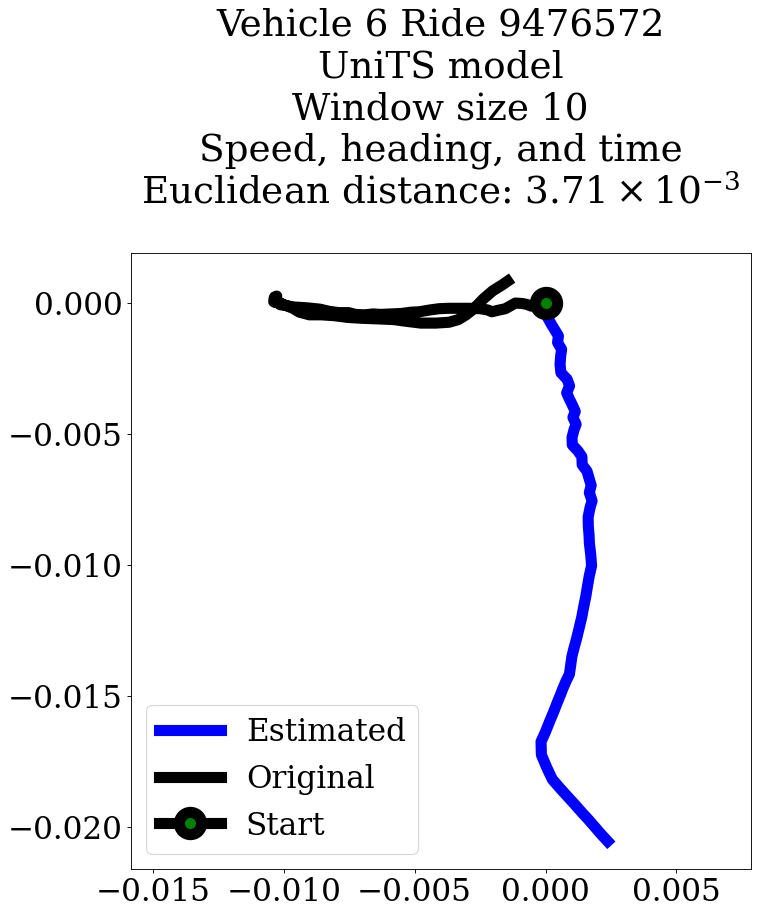 Vehicle 6 Ride 9476572
UniTS model
Window size 10
Speed, heading, and time
Euclidean distance: 3.71 × 10⁻³
0.000
−0.005
−0.010
−0.015
−0.020
Estimated
Original
Start
−0.015 −0.010 −0.005 0.000 0.005